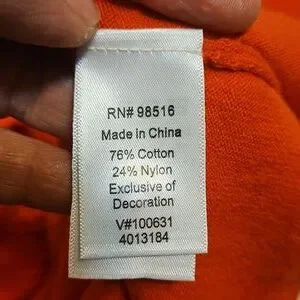 RN# 98516
Made in China
76% Cotton
24% Nylon
Exclusive of
Decoration
V#100631
4013184